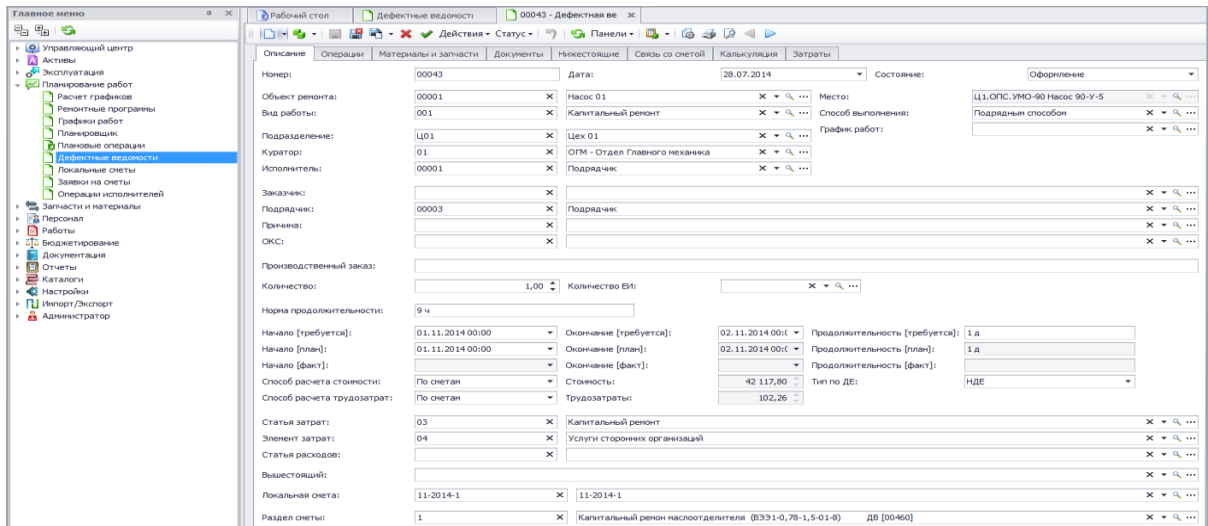 Главное меню
Управляющий центр
Активы
Эксплуатация
Планирование работ
Расчет графиков
Ремонтные программы
Графики работ
Планировщик
Плановые операции
Дефектные ведомости
Локальные сметы
Заявки на сметы
Операции исполнителей
Запчасти и материалы
Персонал
Работы
Бюджетирование
Документация
Отчеты
Каталоги
Настройки
Импорт/Экспорт
Администратор
Рабочий стол Дефектные ведомості 00043 - Дефектная ве
Действия Статус Панели
Описание Операции Материалы и запчасти Документы Нижестоящие Связь со сметой Калькуляция Затраты
Номер: 00043 Дата: 28.07.2014 Состояние: Оформление
Объект ремонта: 00001 Насос 01 Место: Ц1.ОПС.УМО-90 Насос 90-У-5
Вид работы: 001 Капитальный ремонт Способ выполнения: Подрядным способом
График работ:
Подразделение: Ц01 Цех 01
Куратор: 01 ОГМ - Отдел Главного механика
Исполнитель: 00001 Подрядчик
Заказчик:
Подрядчик: 00003 Подрядчик
Причина:
ОКС:
Производственный заказ:
Количество: 1,00 Количество ЕИ:
Норма продолжительности: 9 ч
Начало [требуется]: 01.11.2014 00:00 Окончание [требуется]: 02.11.2014 00:( Продолжительность [требуется]: 1 д
Начало [план]: 01.11.2014 00:00 Окончание [план]: 02.11.2014 00:( Продолжительность [план]: 1 д
Начало [факт]: Окончание [факт]: Продолжительность [факт]:
Способ расчета стоимости: По сметам Стоимость: 42 117,80 Тип по ДЕ: НДЕ
Способ расчета трудозатрат: По сметам Трудозатраты: 102,26
Статья затрат: 03 Капитальный ремонт
Элемент затрат: 04 Услуги сторонних организаций
Статья расходов:
Вышестоящий:
Локальная смета: 11-2014-1 11-2014-1
Раздел сметы: 1 Капитальный ремон маслоотделителя (ВЭЭ1-0,78-1,5-01-8) ДВ [00460]